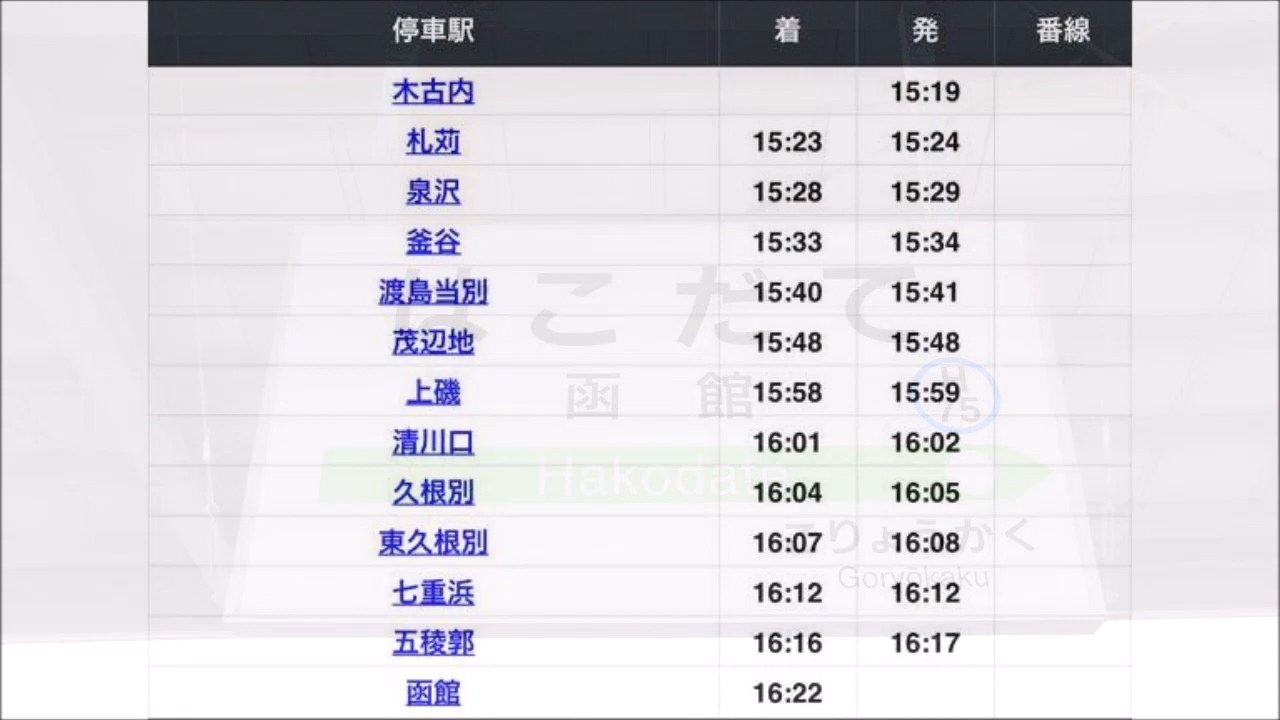 停車駅 着 発 番線
木古内 15:19
札苅 15:23 15:24
泉沢 15:28 15:29
釜谷 15:33 15:34
渡島当別 15:40 15:41
茂辺地 15:48 15:48
上磯 15:58 15:59
清川口 16:01 16:02
久根別 16:04 16:05
東久根別 16:07 16:08
七重浜 16:12 16:12
五稜郭 16:16 16:17
函館 16:22
はこだて
函館
H
75
Hakodate
ごりょうかく
Goryōkaku